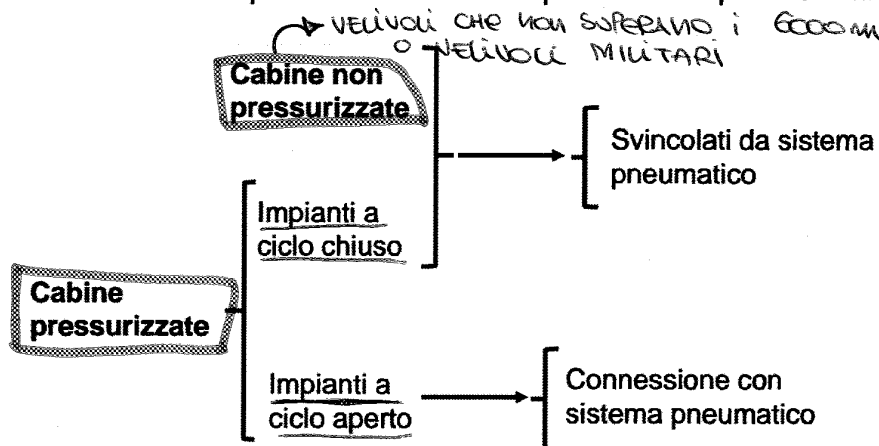 VELIVOLI CHE NON SUPERANO i 6000 m
O VELIVOLI MILITARI
Cabine non
pressurizzate
Svincolati da sistema
pneumatico
Impianti a
ciclo chiuso
Cabine
pressurizzate
Impianti a
ciclo aperto
Connessione con
sistema pneumatico